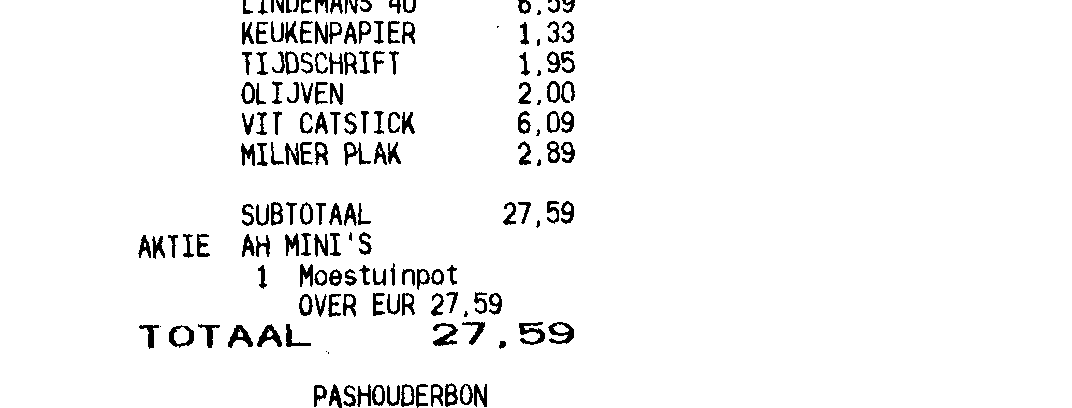 LINDEMANS 40 6,59
KEUKENPAPIER 1,33
TIJDSCHRIFT 1,95
OLIJVEN 2,00
VIT CATSTICK 6,09
MILNER PLAK 2,89
SUBTOTAAL 27,59
AKTIE AH MINI'S
1 Moestuinpot
OVER EUR 27,59
TOTAAL 27,59
PASHOUDERBON